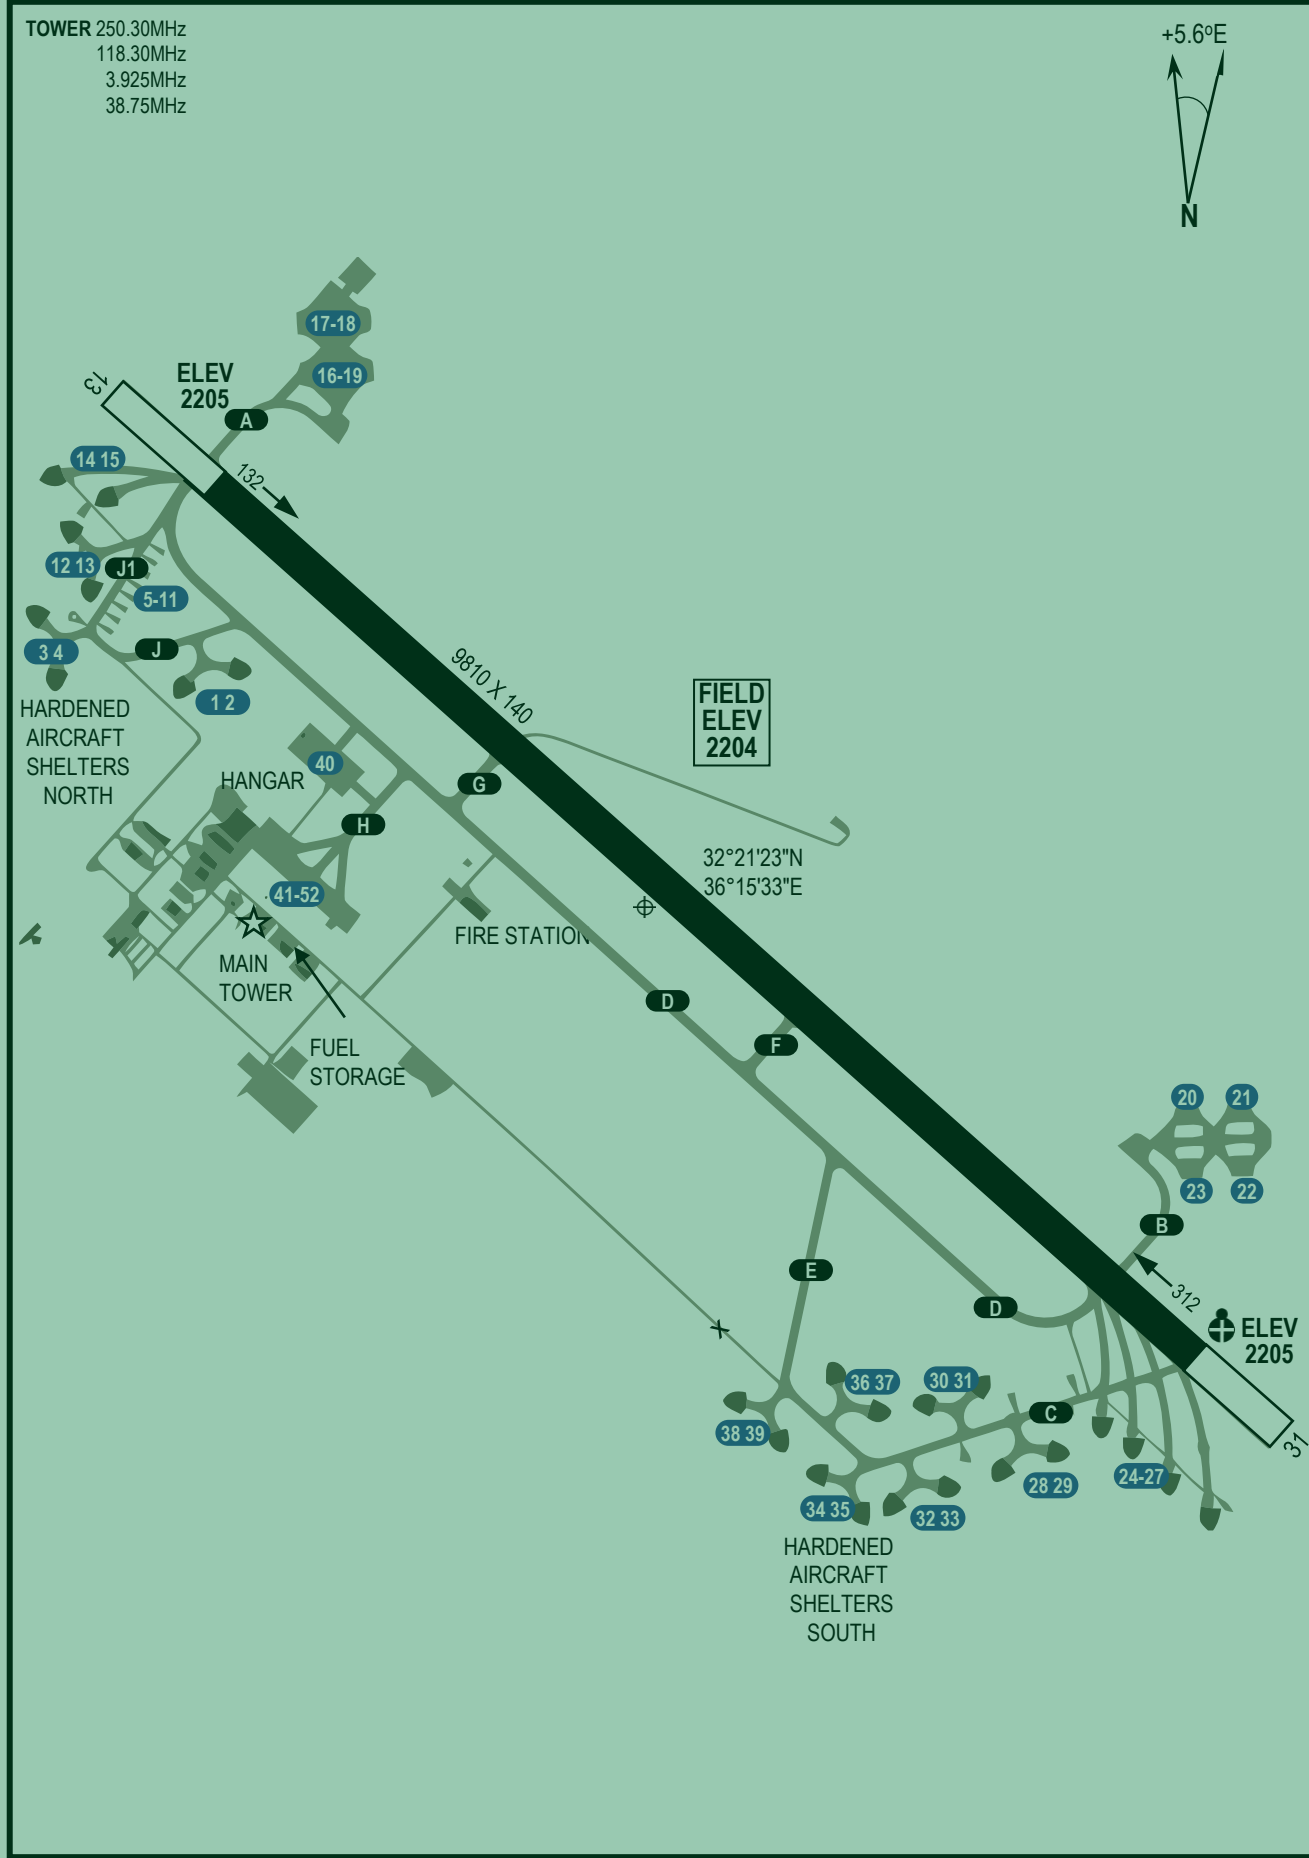 TOWER 250.30MHz
118.30MHz
3.925MHz
38.75MHz
+5.6ºE
N
17-18
16-19
ELEV
2205
A
13
132
14 15
12 13
J1
5-11
3 4
J
1 2
HARDENED
AIRCRAFT
SHELTERS
NORTH
9810 X 140
FIELD
ELEV
2204
40
HANGAR
G
H
32°21'23"N
36°15'33"E
41-52
FIRE STATION
MAIN
TOWER
D
F
FUEL
STORAGE
20
21
23
22
B
E
D
312
ELEV
2205
X
36 37
30 31
C
38 39
31
24-27
28 29
34 35
32 33
HARDENED
AIRCRAFT
SHELTERS
SOUTH